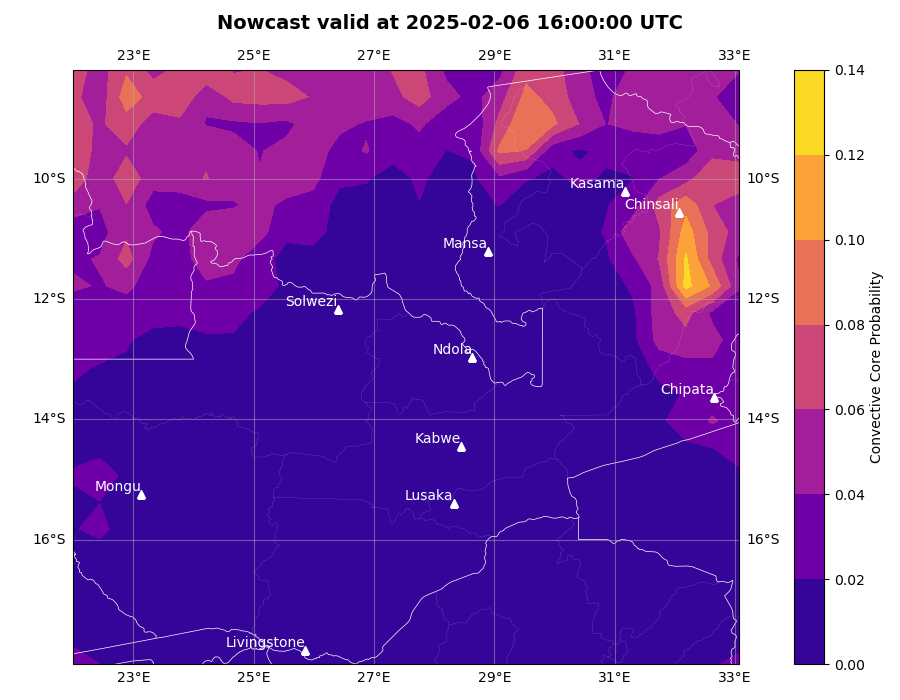 Nowcast valid at 2025-02-06 16:00:00 UTC
23°E 25°E 27°E 29°E 31°E 33°E
0.14
0.12
10°S Kasama 10°S
Chinsali
0.10
Mansa
12°S Solwezi 12°S
0.08
Ndola
Convective Core Probability
0.06
Chipata
14°S 14°S
Kabwe
0.04
Mongu Lusaka
16°S 16°S
0.02
Livingstone
0.00
23°E 25°E 27°E 29°E 31°E 33°E